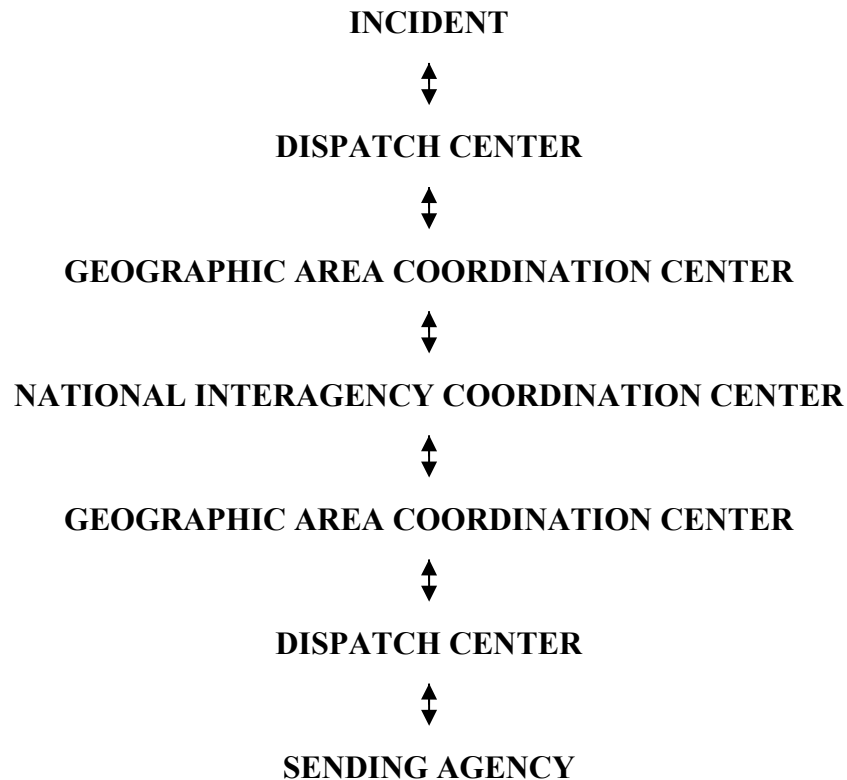 INCIDENT
DISPATCH CENTER
GEOGRAPHIC AREA COORDINATION CENTER
NATIONAL INTERAGENCY COORDINATION CENTER
GEOGRAPHIC AREA COORDINATION CENTER
DISPATCH CENTER
SENDING AGENCY